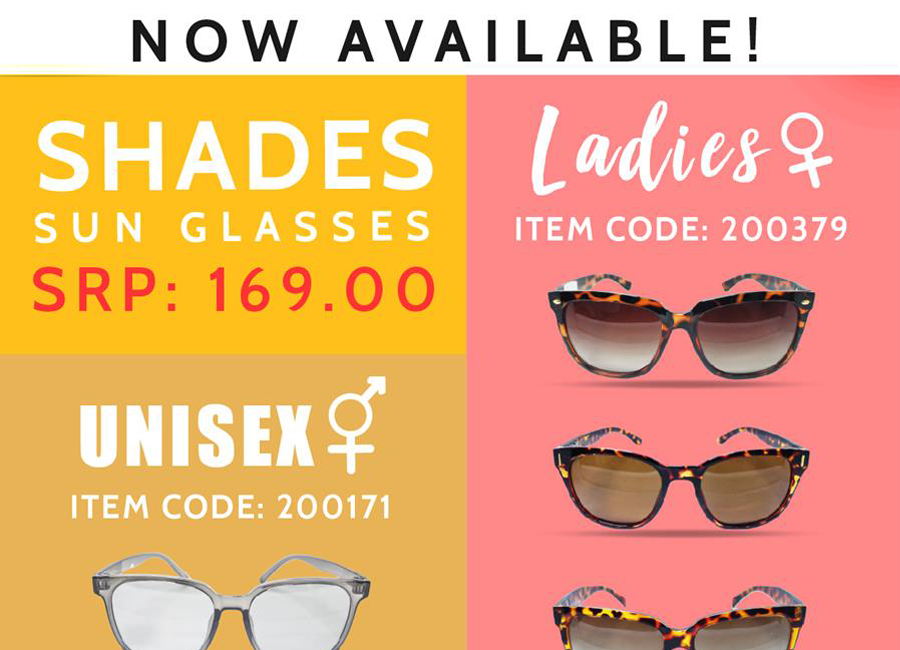 NOW AVAILABLE!
SHADES
SUN GLASSES
SRP: 169.00
UNISEX
ITEM CODE: 200171
Ladies
ITEM CODE: 200379